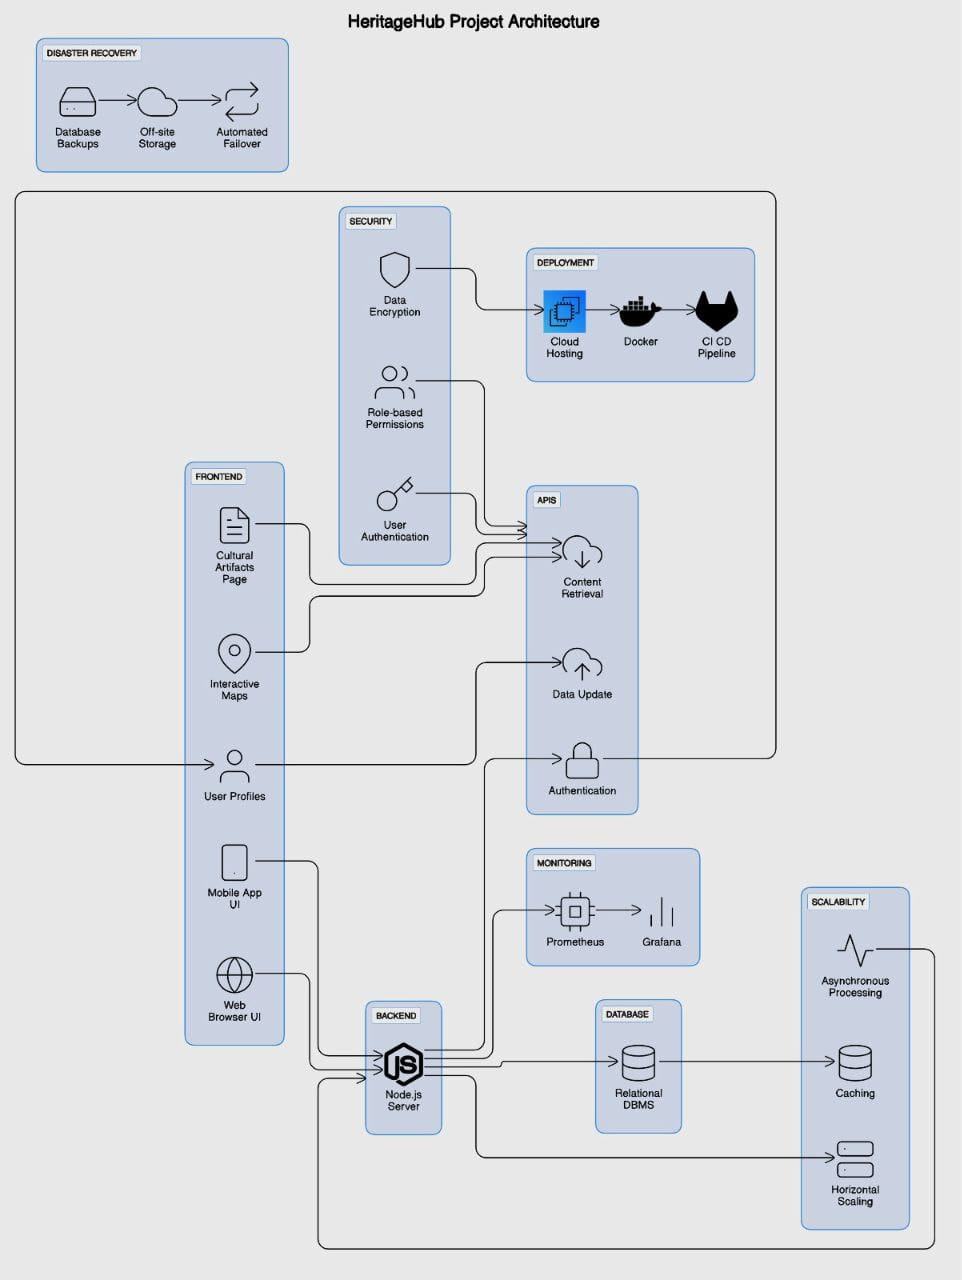 HeritageHub Project Architecture
DISASTER RECOVERY
Database
Backups
Off-site
Storage
Automated
Failover
SECURITY
Data
Encryption
Role-based
Permissions
User
Authentication
DEPLOYMENT
Cloud
Hosting
Docker
CI CD
Pipeline
FRONTEND
Cultural
Artifacts
Page
Interactive
Maps
User Profiles
Mobile App
UI
Web
Browser UI
APIS
Content
Retrieval
Data Update
Authentication
MONITORING
Prometheus
Grafana
BACKEND
JS
Node.js
Server
DATABASE
Relational
DBMS
SCALABILITY
Asynchronous
Processing
Caching
Horizontal
Scaling